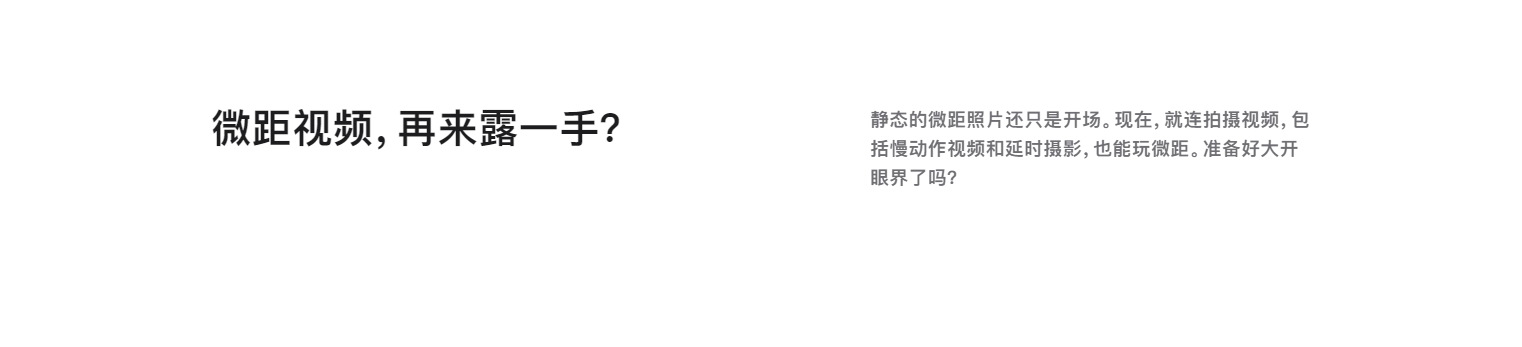 微距视频，再来露一手？
静态的微距照片还只是开场。现在，就连拍摄视频，包
括慢动作视频和延时摄影，也能玩微距。准备好大开
眼界了吗？